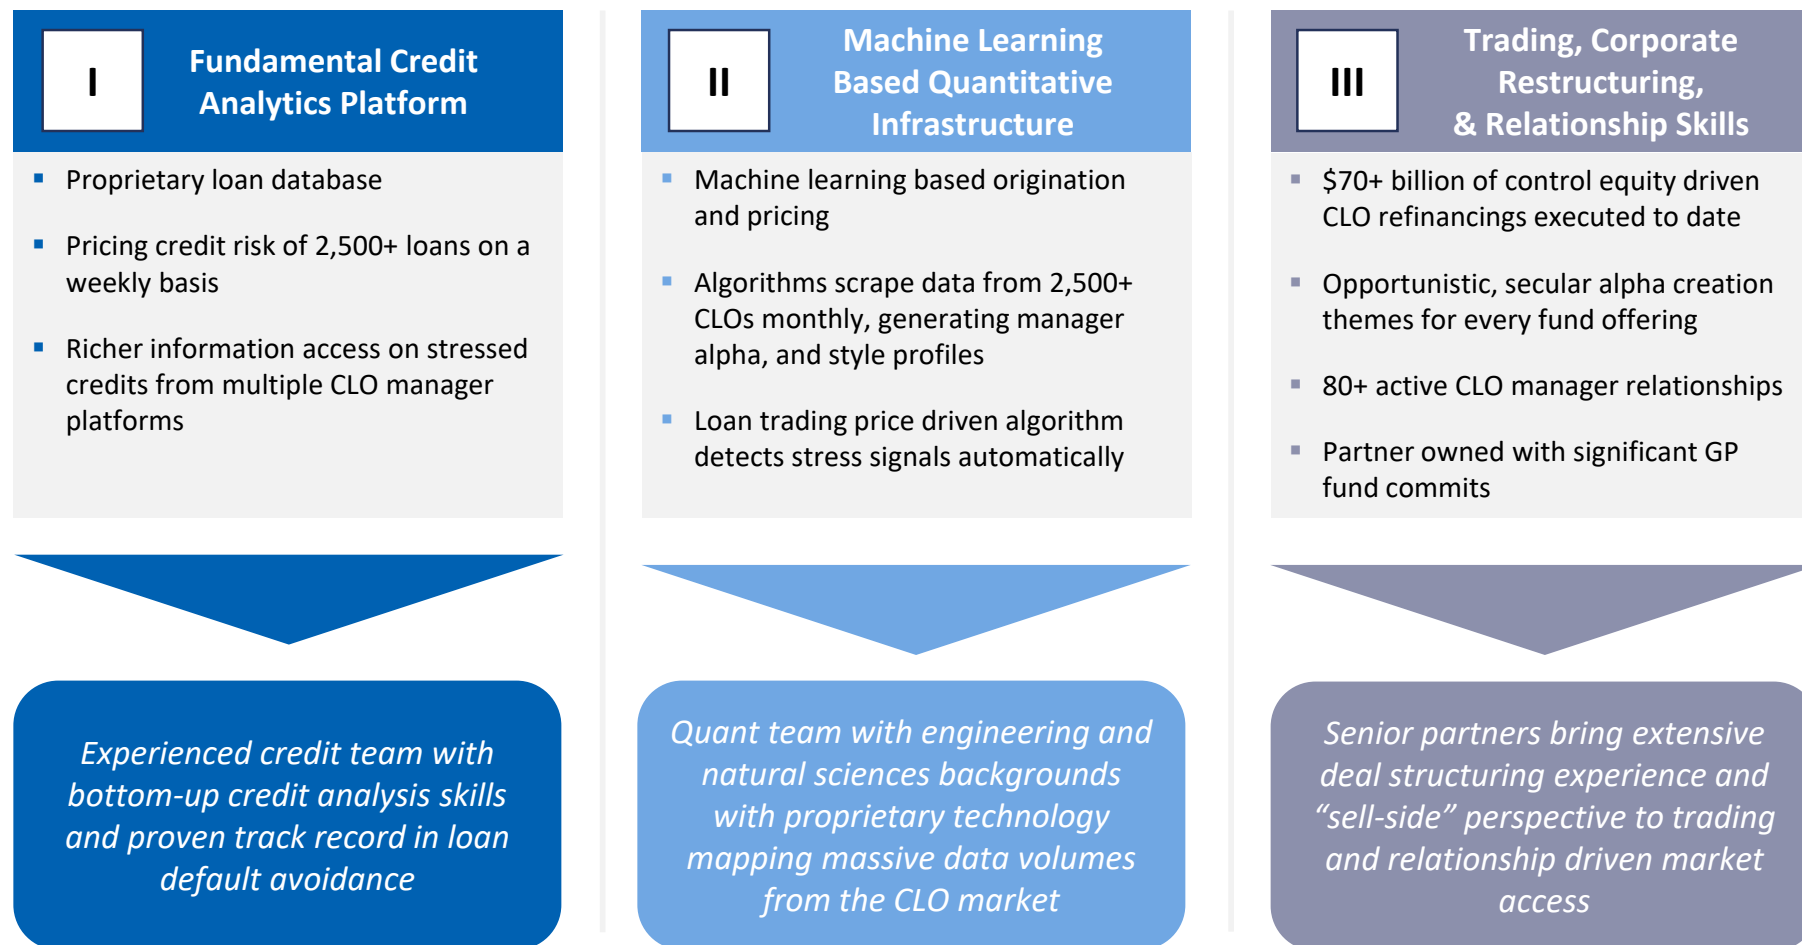 I
Fundamental Credit
Analytics Platform
▪ Proprietary loan database
▪ Pricing credit risk of 2,500+ loans on a
weekly basis
▪ Richer information access on stressed
credits from multiple CLO manager
platforms
Experienced credit team with
bottom-up credit analysis skills
and proven track record in loan
default avoidance
II
Machine Learning
Based Quantitative
Infrastructure
▪ Machine learning based origination
and pricing
▪ Algorithms scrape data from 2,500+
CLOs monthly, generating manager
alpha, and style profiles
▪ Loan trading price driven algorithm
detects stress signals automatically
Quant team with engineering and
natural sciences backgrounds
with proprietary technology
mapping massive data volumes
from the CLO market
III
Trading, Corporate
Restructuring,
& Relationship Skills
▪ $70+ billion of control equity driven
CLO refinancings executed to date
▪ Opportunistic, secular alpha creation
themes for every fund offering
▪ 80+ active CLO manager relationships
▪ Partner owned with significant GP
fund commits
Senior partners bring extensive
deal structuring experience and
“sell-side” perspective to trading
and relationship driven market
access